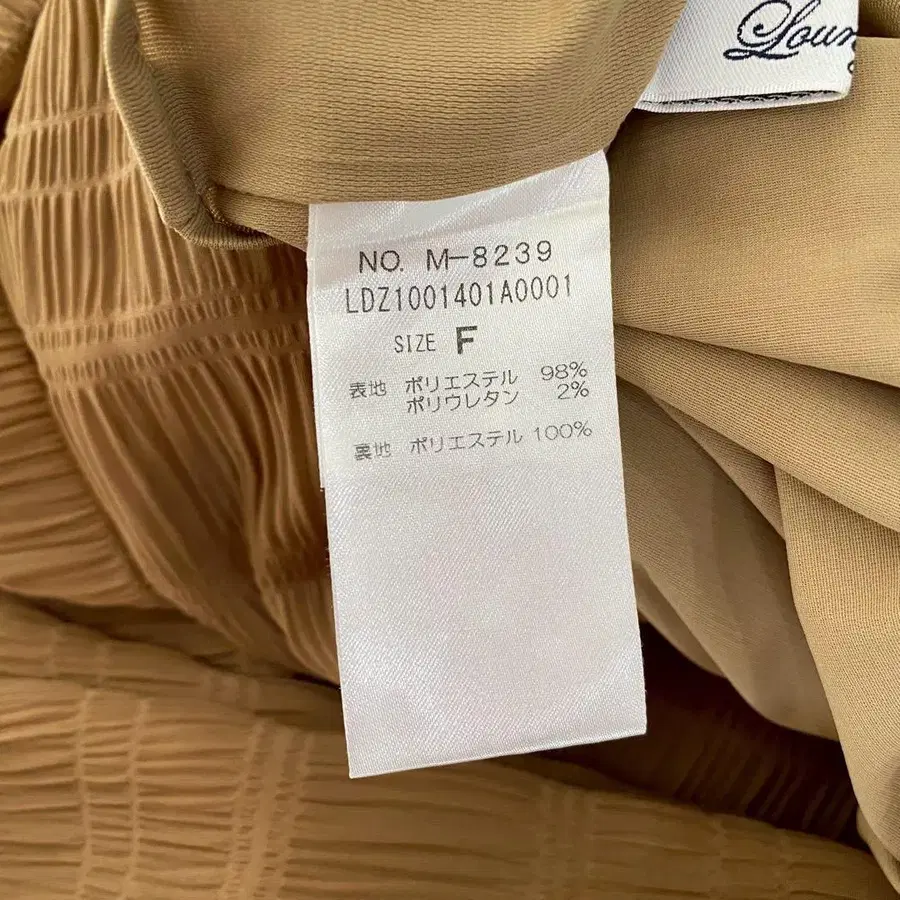 NO. M-8239
LDZ1001401A0001
SIZE F
表地 ポリエステル 98%
ポリウレタン 2%
裏地 ポリエステル 100%